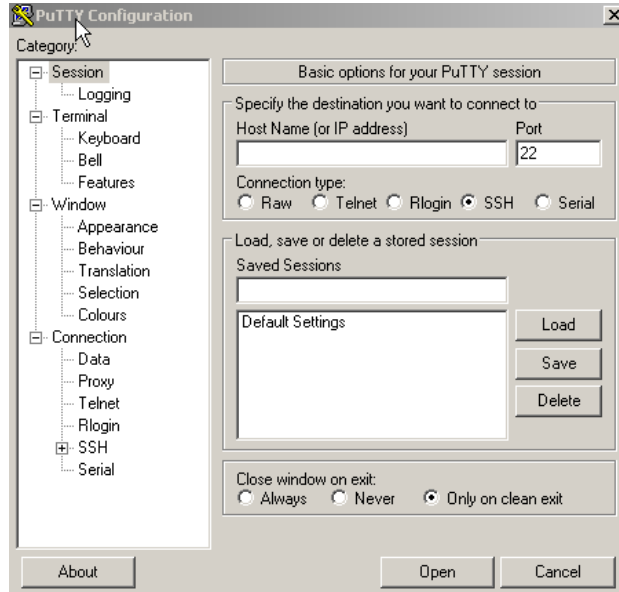 PuTTY Configuration
Category:
Session
Logging
Terminal
Keyboard
Bell
Features
Window
Appearance
Behaviour
Translation
Selection
Colours
Connection
Data
Proxy
Telnet
Rlogin
SSH
Serial
Basic options for your PuTTY session
Specify the destination you want to connect to
Host Name (or IP address) Port
22
Connection type:
Raw Telnet Rlogin SSH Serial
Load, save or delete a stored session
Saved Sessions
Default Settings
Load
Save
Delete
Close window on exit:
Always Never Only on clean exit
About Open Cancel